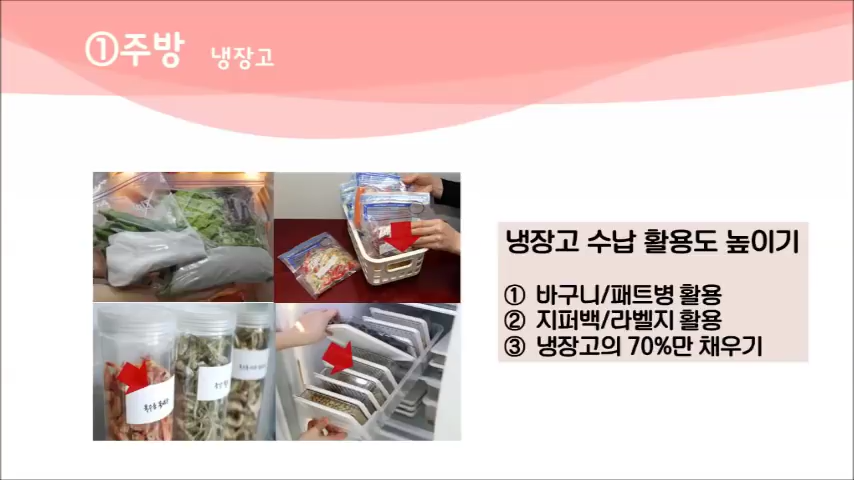 ①주방 냉장고
냉장고 수납 활용도 높이기
① 바구니/패트병 활용
② 지퍼백/라벨지 활용
③ 냉장고의 70%만 채우기